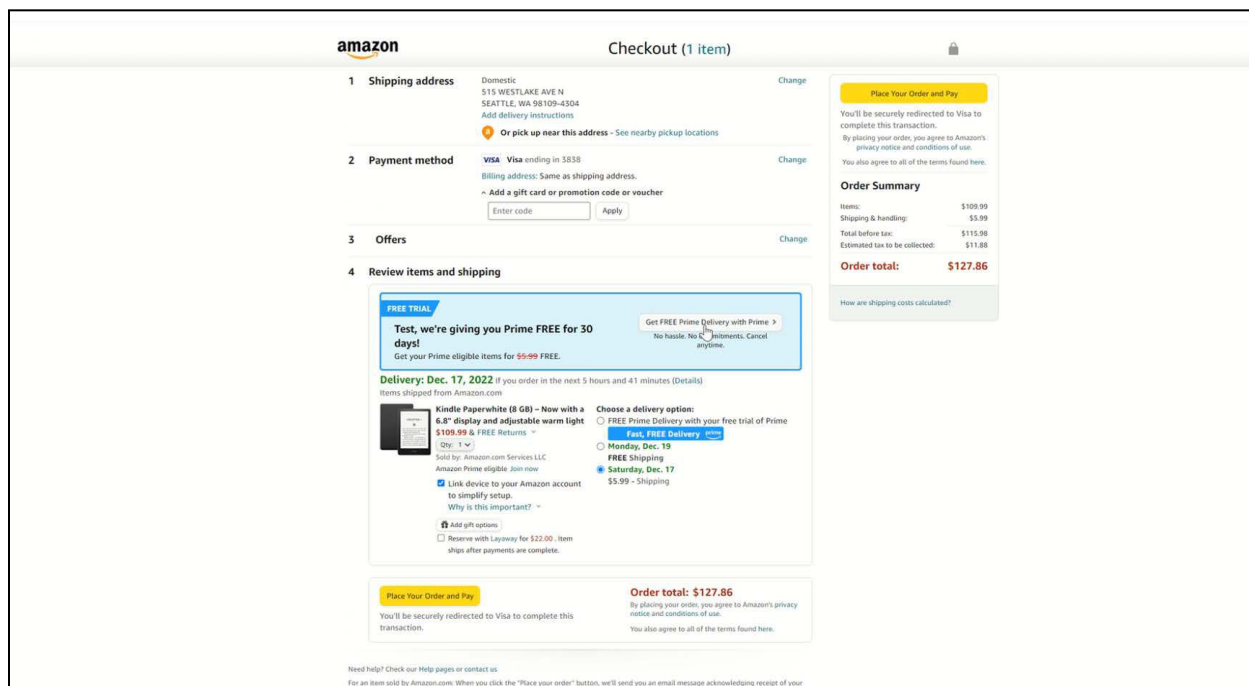 amazon
Checkout (1 item)
1 Shipping address
Domestic
515 WESTLAKE AVE N
SEATTLE, WA 98109-4304
Add delivery instructions
Or pick up near this address - See nearby pickup locations
Change
2 Payment method
VISA Visa ending in 3838
Change
Billing address: Same as shipping address.
Add a gift card or promotion code or voucher
Enter code
Apply
3 Offers
Change
4 Review items and shipping
FREE TRIAL
Test, we're giving you Prime FREE for 30
days!
Get your Prime eligible items for $5.99 FREE.
Get FREE Prime Delivery with Prime >
No hassle. No commitments. Cancel
anytime.
Delivery: Dec. 17, 2022 If you order in the next 5 hours and 41 minutes (Details)
Items shipped from Amazon.com
Kindle Paperwhite (8 GB) – Now with a
6.8" display and adjustable warm light
$109.99 & FREE Returns
Qty: 1
Sold by: Amazon.com Services LLC
Amazon Prime eligible Join now
Link device to your Amazon account
to simplify setup.
Why is this important?
Add gift options
Reserve with Layaway for $22.00 . Item
ships after payments are complete.
Choose a delivery option:
FREE Prime Delivery with your free trial of Prime
Fast, FREE Delivery prime
Monday, Dec. 19
FREE Shipping
Saturday, Dec. 17
$5.99 - Shipping
Place Your Order and Pay
You'll be securely redirected to Visa to complete this
transaction.
Order total: $127.86
By placing your order, you agree to Amazon's privacy
notice and conditions of use.
You also agree to all of the terms found here.
Need help? Check our Help pages or contact us
For an item sold by Amazon.com: When you click the "Place your order" button, we'll send you an email message acknowledging receipt of your
Place Your Order and Pay
You'll be securely redirected to Visa to
complete this transaction.
By placing your order, you agree to Amazon's
privacy notice and conditions of use.
You also agree to all of the terms found here.
Order Summary
Items: $109.99
Shipping & handling: $5.99
Total before tax: $115.98
Estimated tax to be collected: $11.88
Order total: $127.86
How are shipping costs calculated?